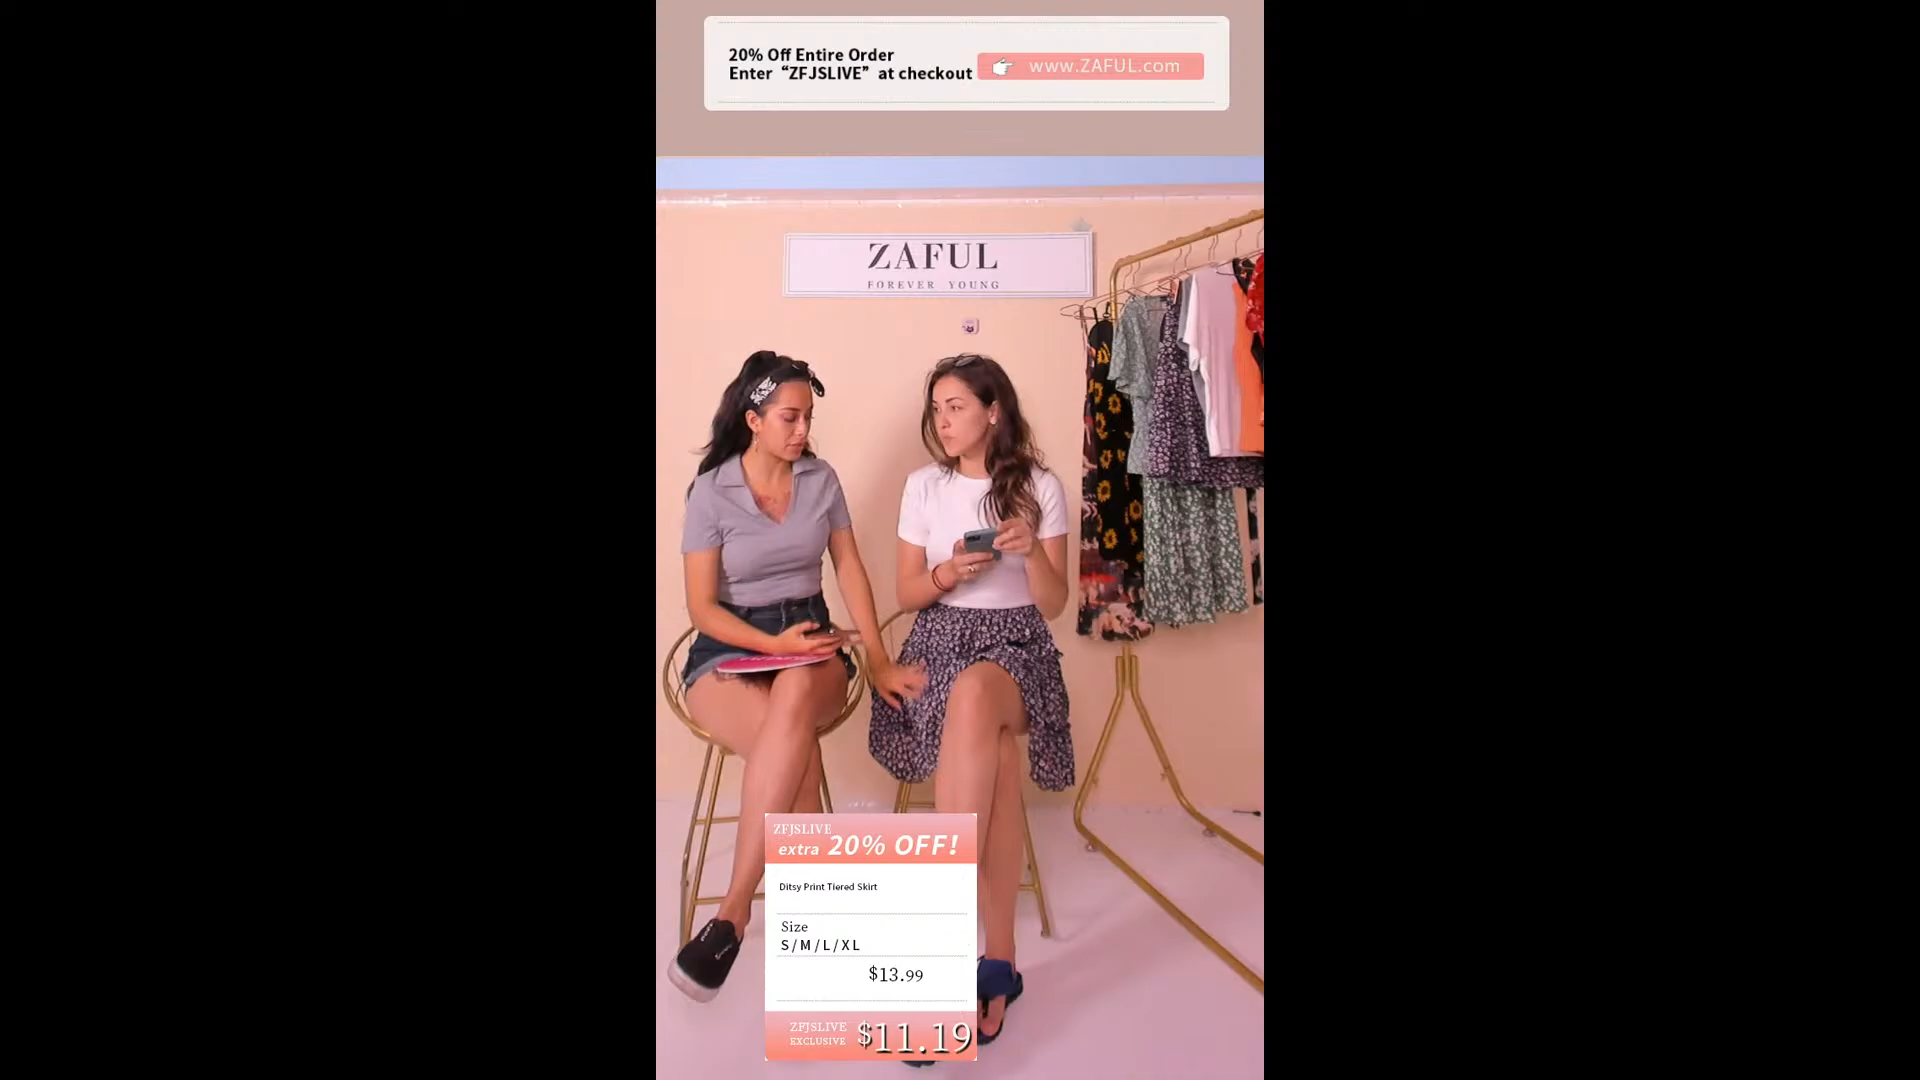 20% Off Entire Order
Enter “ZFJSLIVE” at checkout
www.ZAFUL.com
ZAFUL
FOREVER YOUNG
ZFJSLIVE
extra 20% OFF!
Ditsy Print Tiered Skirt
Size
S/M/L/XL
$13.99
ZFJSLIVE
EXCLUSIVE
$11.19